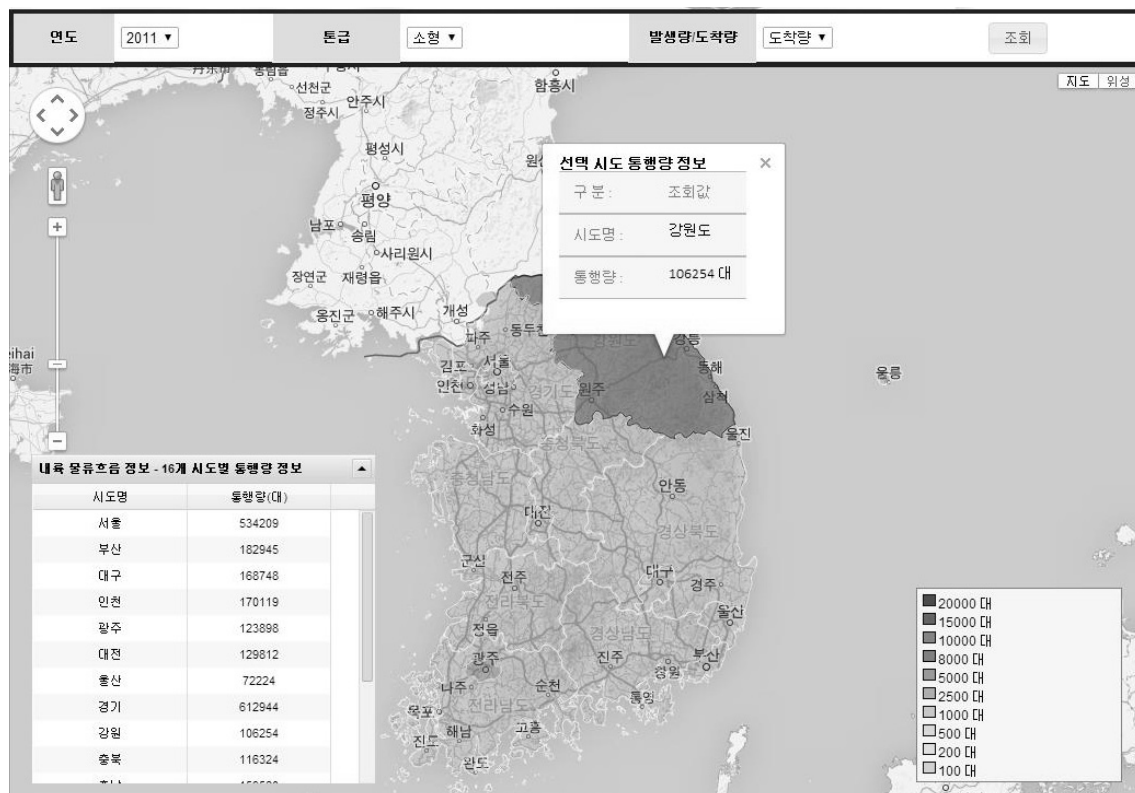 연도 2011 ▼ 톤급 소형 ▼ 발생량/도착량 도착량 ▼ 조회
지도 위성
함흥시
선천군
정주시
안주시
평성시
평양
남포
송림
사리원시
장연군
재령읍
옹진군
해주시
개성
선택 시도 통행량 정보 ×
구 분 : 조회값
시도명 : 강원도
통행량 : 106254 대
파주
동두천
강원도
강릉
김포
서울
동해
인천
성남
경기도
원주
삼척
수원
화성
울진
울릉
충청북도
충청남도
안동
대전
경상북도
군산
전주
대구
경주
전라북도
울산
정읍
경상남도
광주
진주
창원
부산
나주
순천
통영
목포
전라남도
해남
고흥
진도
완도
내륙 물류흐름 정보 - 16개 시도별 통행량 정보 ▲
시도명 통행량(대)
서울 534209
부산 182945
대구 168748
인천 170119
광주 123898
대전 129812
울산 72224
경기 612944
강원 106254
충북 116324
20000 대
15000 대
10000 대
8000 대
5000 대
2500 대
1000 대
500 대
200 대
100 대